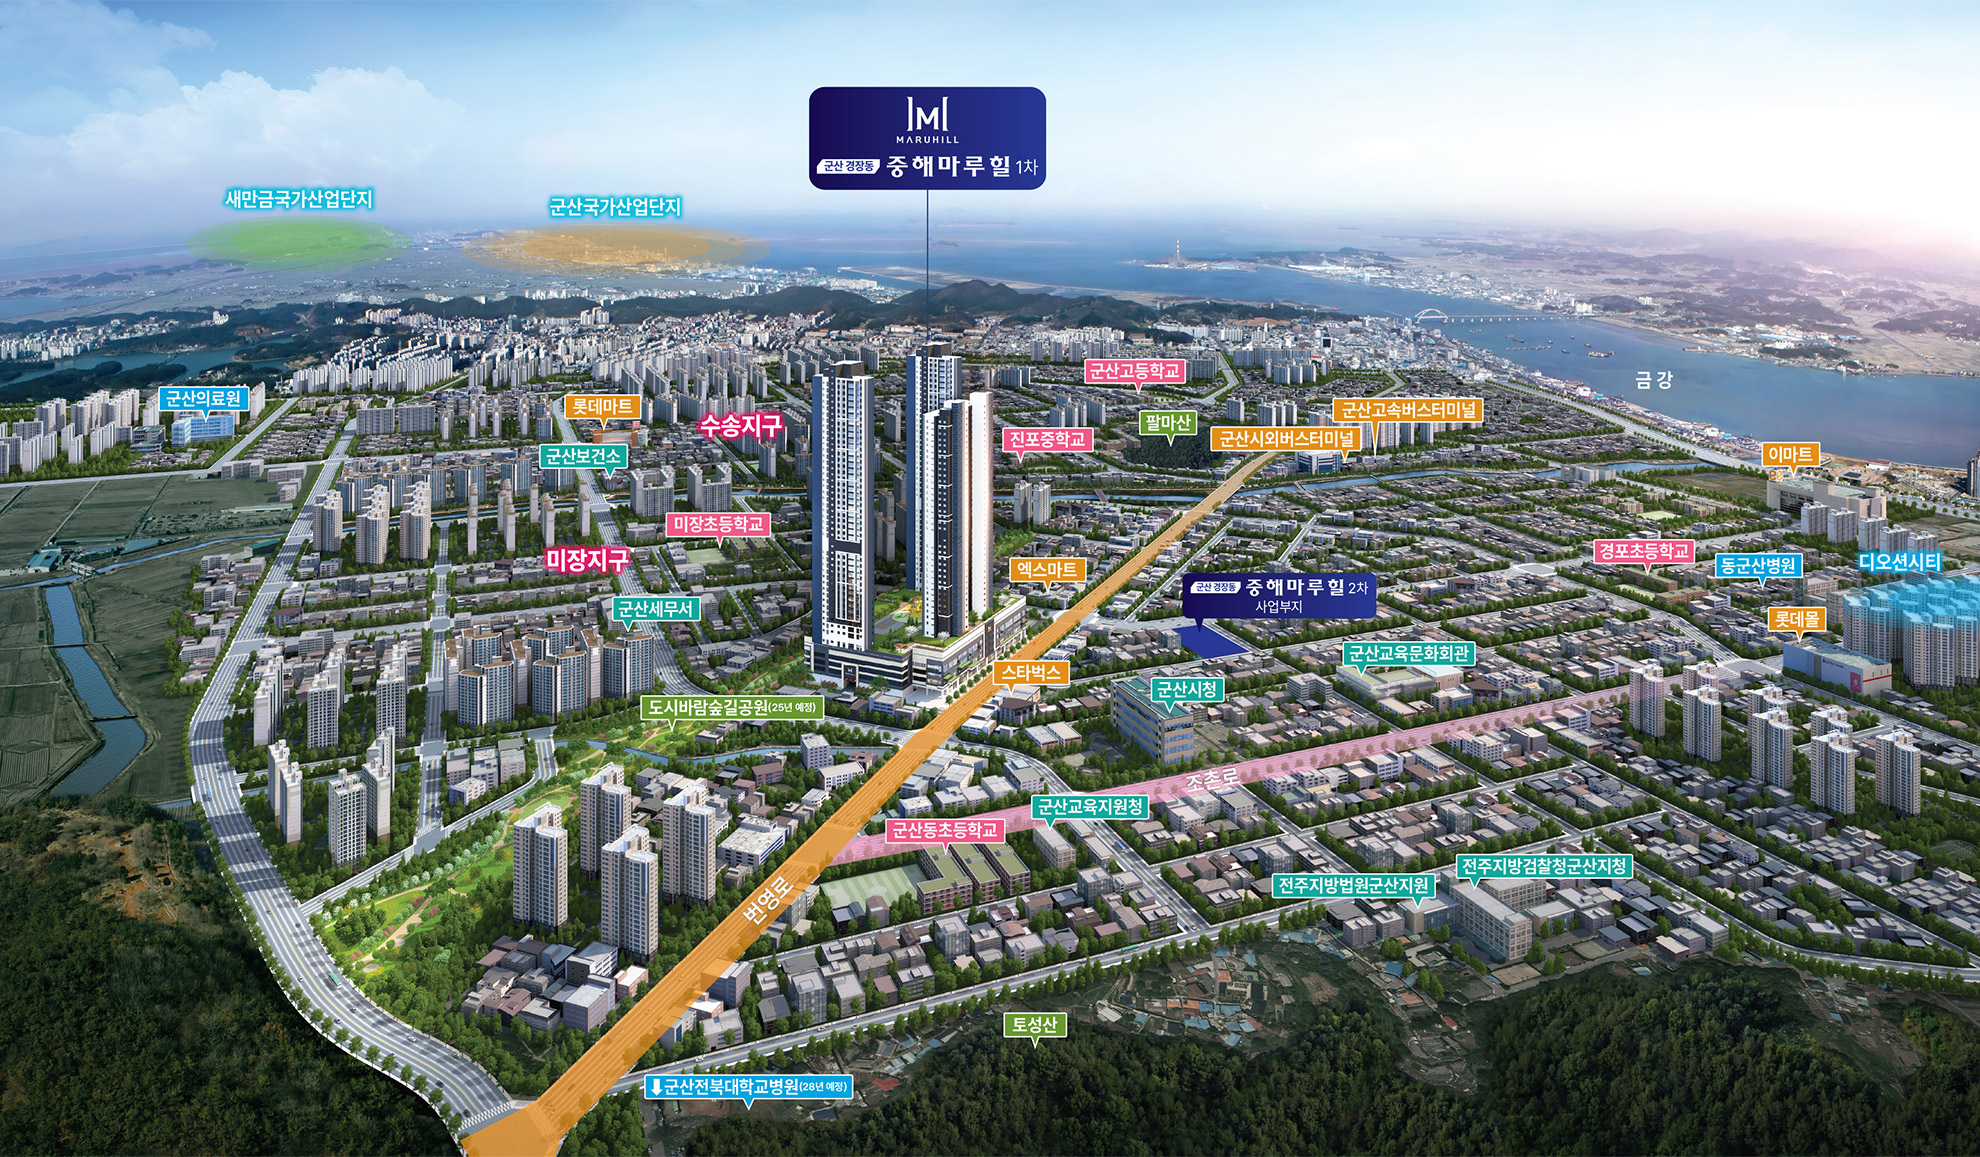 MARUHILL
군산 경장동 중해마루힐 1차
새만금국가산업단지
군산국가산업단지
군산고등학교
금강
군산의료원
롯데마트
수송지구
팔마산
군산고속버스터미널
진포중학교
군산시외버스터미널
군산보건소
이마트
미장초등학교
미장지구
경포초등학교
엑스마트
동군산병원
디오션시티
군산 경장동 중해마루힐 2차
사업부지
군산세무서
롯데몰
군산교육문화회관
스타벅스
군산시청
도시바람숲길공원(25년 예정)
조촌로
군산교육지원청
군산동초등학교
전주지방검찰청군산지청
전주지방법원군산지원
번영로
토성산
⬇군산전북대학교병원(28년 예정)